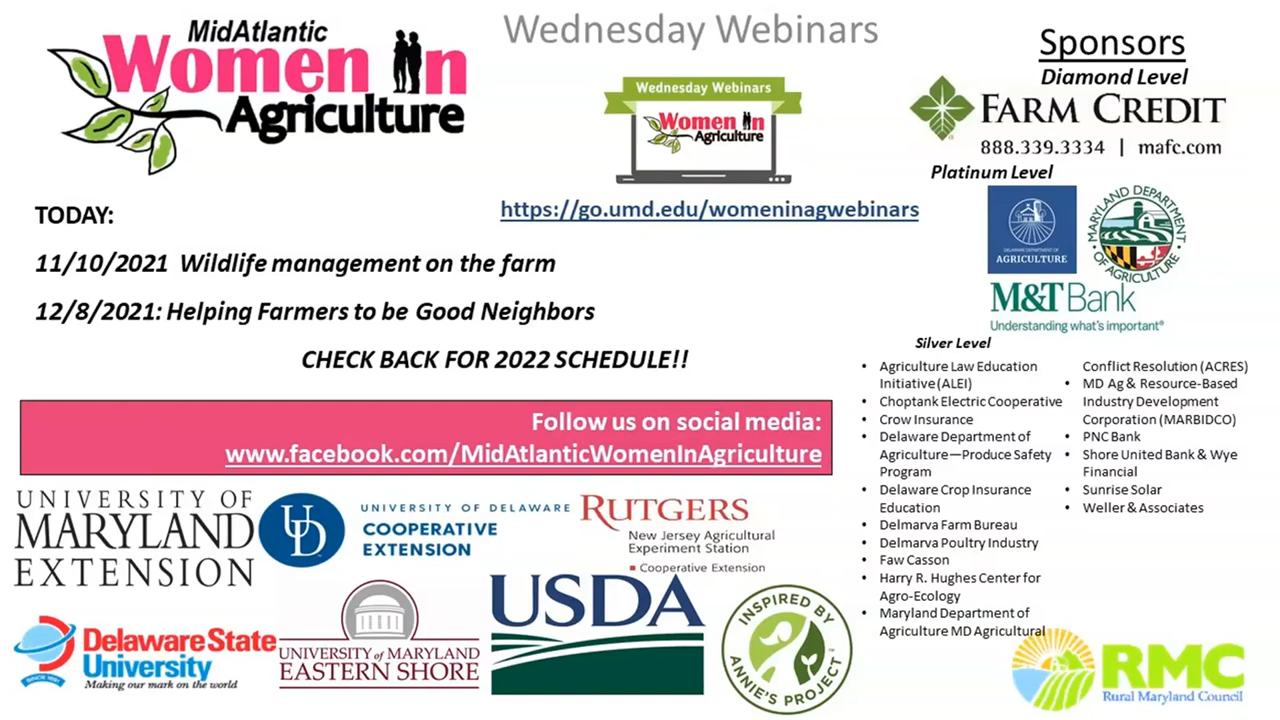 MidAtlantic
Women In
Agriculture
Wednesday Webinars
Wednesday Webinars
Women In
Agriculture
https://go.umd.edu/womeninagwebinars
TODAY:
11/10/2021 Wildlife management on the farm
12/8/2021: Helping Farmers to be Good Neighbors
CHECK BACK FOR 2022 SCHEDULE!!
Follow us on social media:
www.facebook.com/MidAtlanticWomenInAgriculture
Sponsors
Diamond Level
FARM CREDIT
888.339.3334 | mafc.com
Platinum Level
DELAWARE DEPARTMENT OF
AGRICULTURE
MARYLAND DEPARTMENT
OF AGRICULTURE
M&T Bank
Understanding what's important®
Silver Level
• Agriculture Law Education
Initiative (ALEI)
• Choptank Electric Cooperative
• Crow Insurance
• Delaware Department of
Agriculture—Produce Safety
Program
• Delaware Crop Insurance
Education
• Delmarva Farm Bureau
• Delmarva Poultry Industry
• Faw Casson
• Harry R. Hughes Center for
Agro-Ecology
• Maryland Department of
Agriculture MD Agricultural
Conflict Resolution (ACRES)
• MD Ag & Resource-Based
Industry Development
Corporation (MARBIDCO)
• PNC Bank
• Shore United Bank & Wye
Financial
• Sunrise Solar
• Weller & Associates
UNIVERSITY OF
MARYLAND
EXTENSION
UD
UNIVERSITY OF DELAWARE
COOPERATIVE
EXTENSION
RUTGERS
New Jersey Agricultural
Experiment Station
▪ Cooperative Extension
Delaware State
University
SINCE 1891
Making our mark on the world
UNIVERSITY of MARYLAND
EASTERN SHORE
USDA
INSPIRED BY
ANNIE'S PROJECT
RMC
Rural Maryland Council